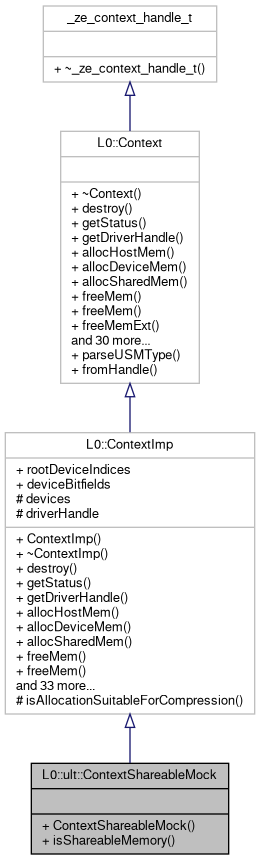 _ze_context_handle_t
+ ~_ze_context_handle_t()
L0::Context
+ ~Context()
+ destroy()
+ getStatus()
+ getDriverHandle()
+ allocHostMem()
+ allocDeviceMem()
+ allocSharedMem()
+ freeMem()
+ freeMem()
+ freeMemExt()
and 30 more...
+ parseUSMType()
+ fromHandle()
L0::ContextImp
+ rootDeviceIndices
+ deviceBitfields
# devices
# driverHandle
+ ContextImp()
+ ~ContextImp()
+ destroy()
+ getStatus()
+ getDriverHandle()
+ allocHostMem()
+ allocDeviceMem()
+ allocSharedMem()
+ freeMem()
+ freeMem()
and 33 more...
# isAllocationSuitableForCompression()
L0::ult::ContextShareableMock
+ ContextShareableMock()
+ isShareableMemory()